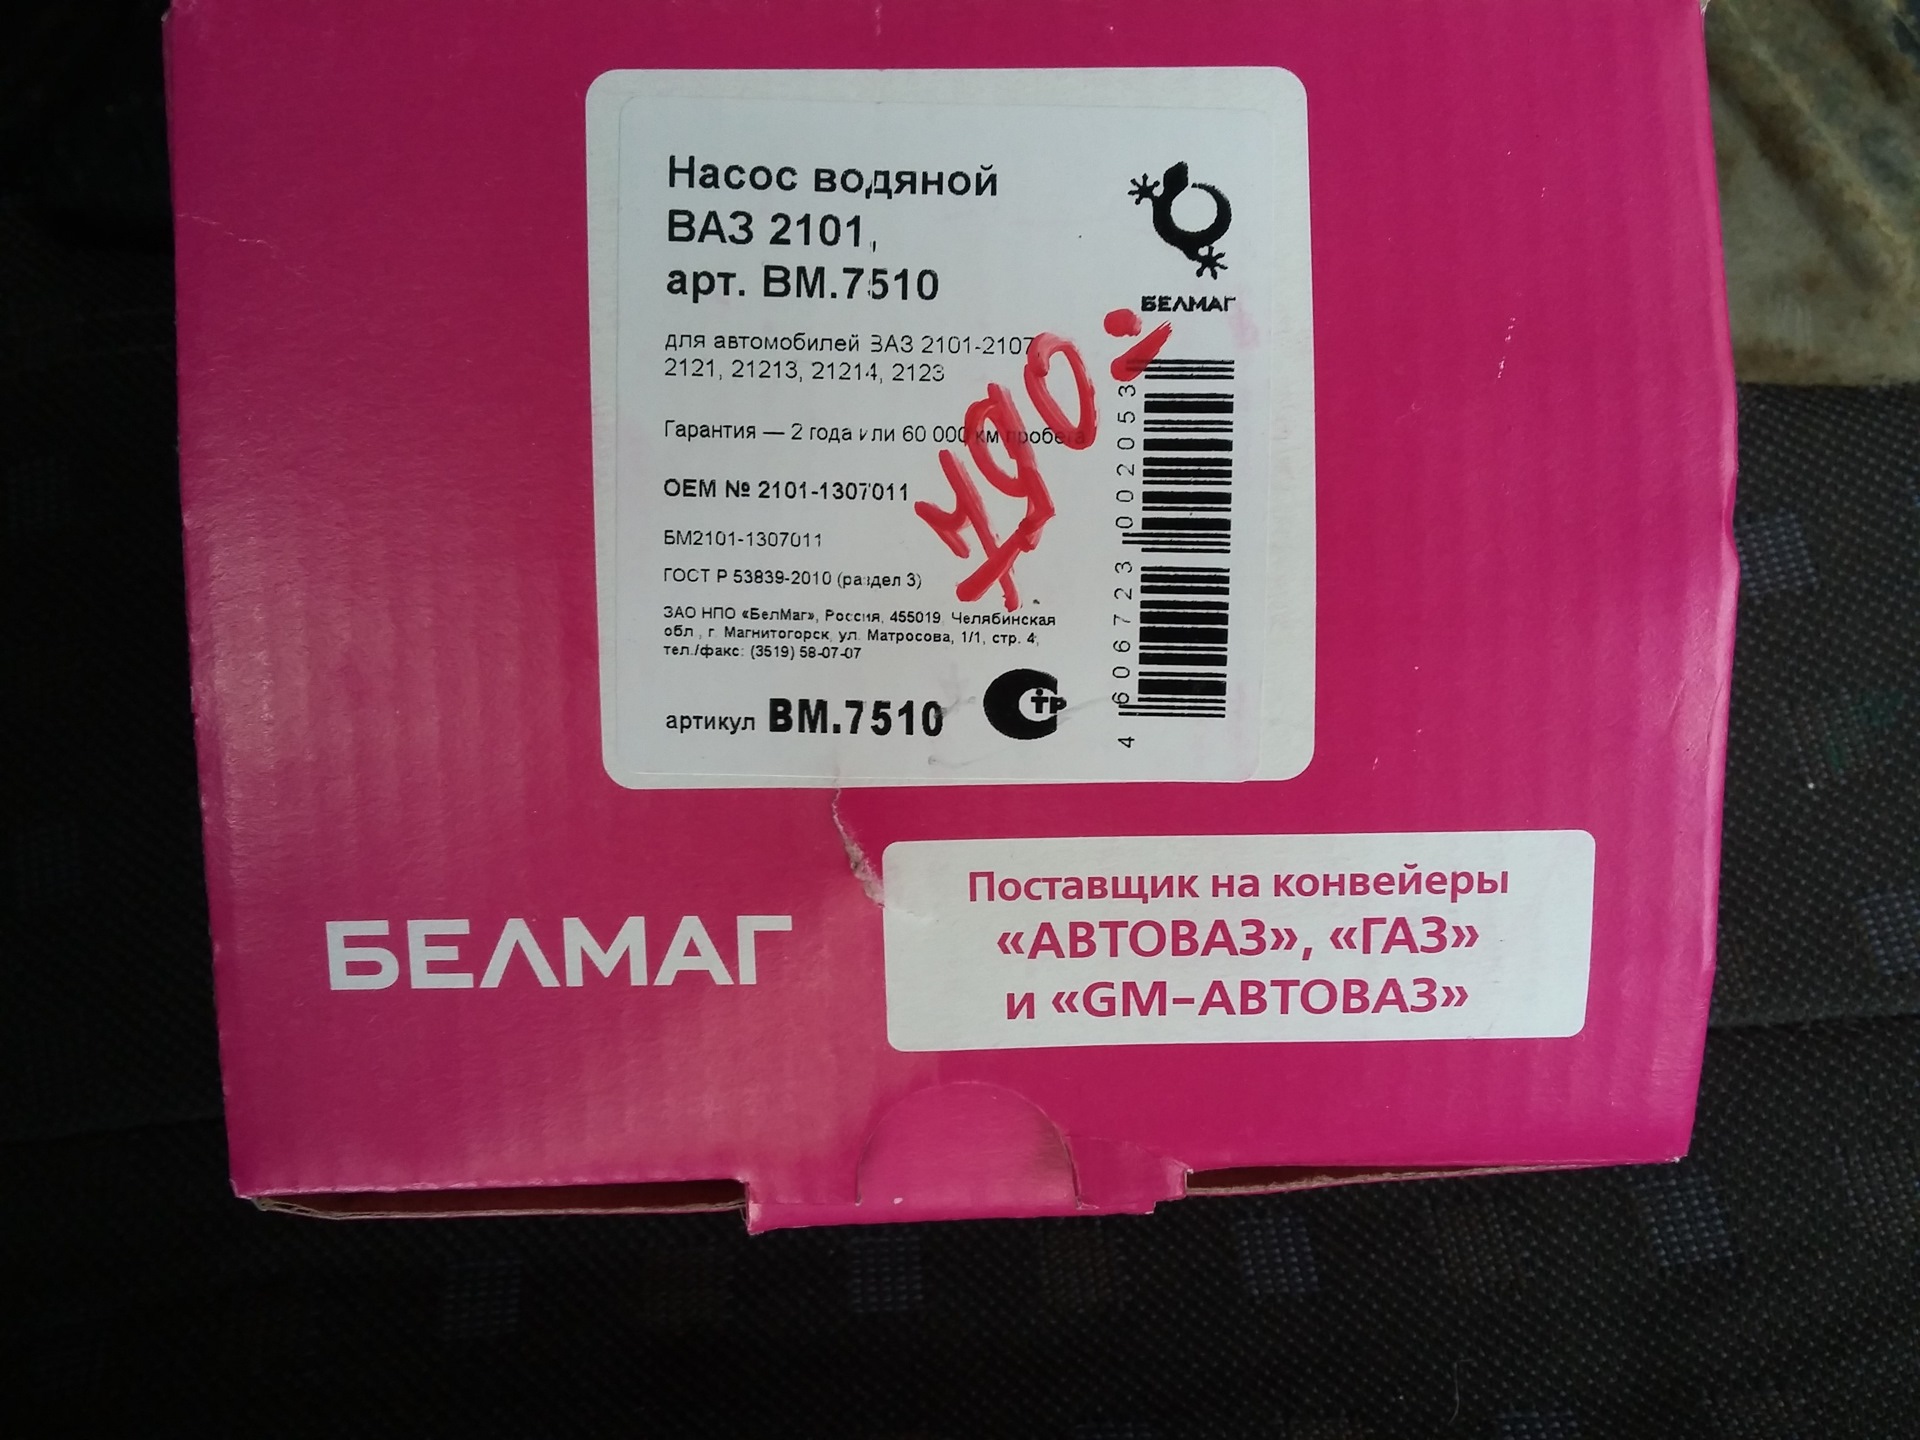 Насос водяной
ВАЗ 2101,
арт. BM.7510
БЕЛМАГ
для автомобилей ВАЗ 2101-2107,
2121, 21213, 21214, 2123
790=
Гарантия — 2 года или 60 000 км пробега
OEM № 2101-1307011
БМ2101-1307011
ГОСТ Р 53839-2010 (раздел 3)
ЗАО НПО «БелМаг», Россия, 455019, Челябинская
обл., г. Магнитогорск, ул. Матросова, 1/1, стр. 4,
тел./факс: (3519) 58-07-07
артикул BM.7510
тр
4 606723 002053
БЕЛМАГ
Поставщик на конвейеры
«АВТОВАЗ», «ГАЗ»
и «GM-АВТОВАЗ»